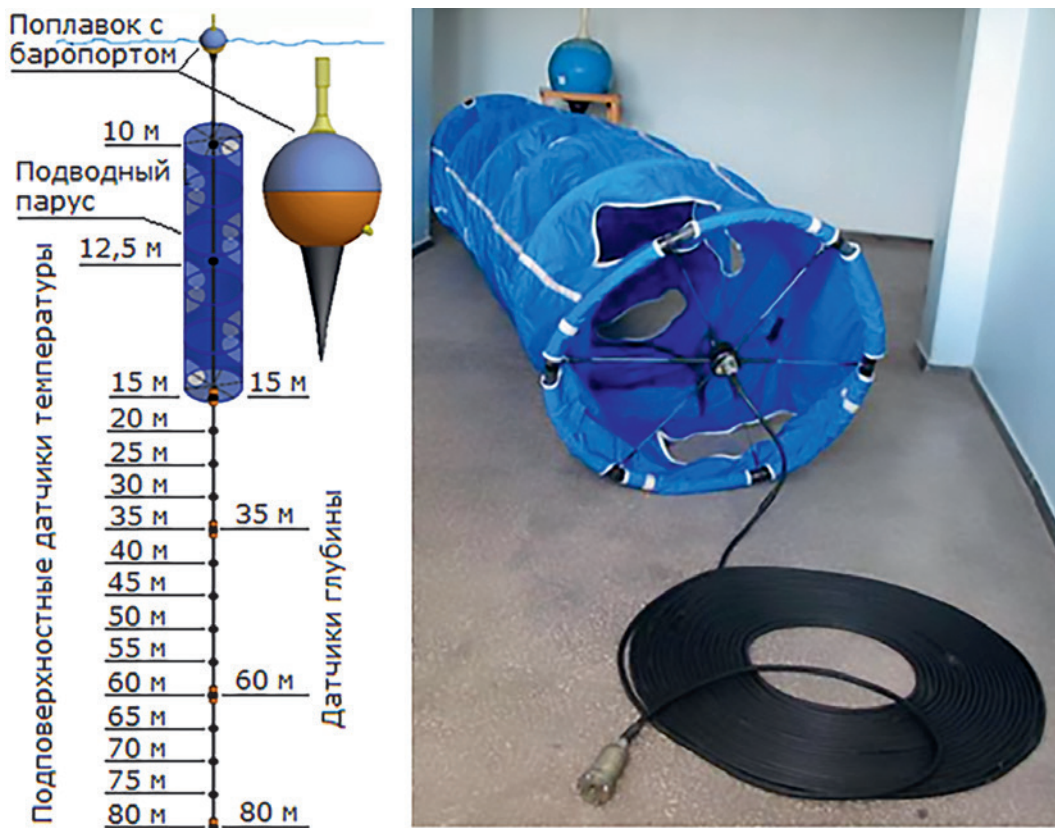 Поплавок с
баропортом
10 м
Подводный
парус
12,5 м
15 м
15 м
20 м
25 м
30 м
35 м
35 м
40 м
45 м
50 м
55 м
60 м
60 м
65 м
70 м
75 м
80 м
80 м
Подповерхностные датчики температуры
Датчики глубины